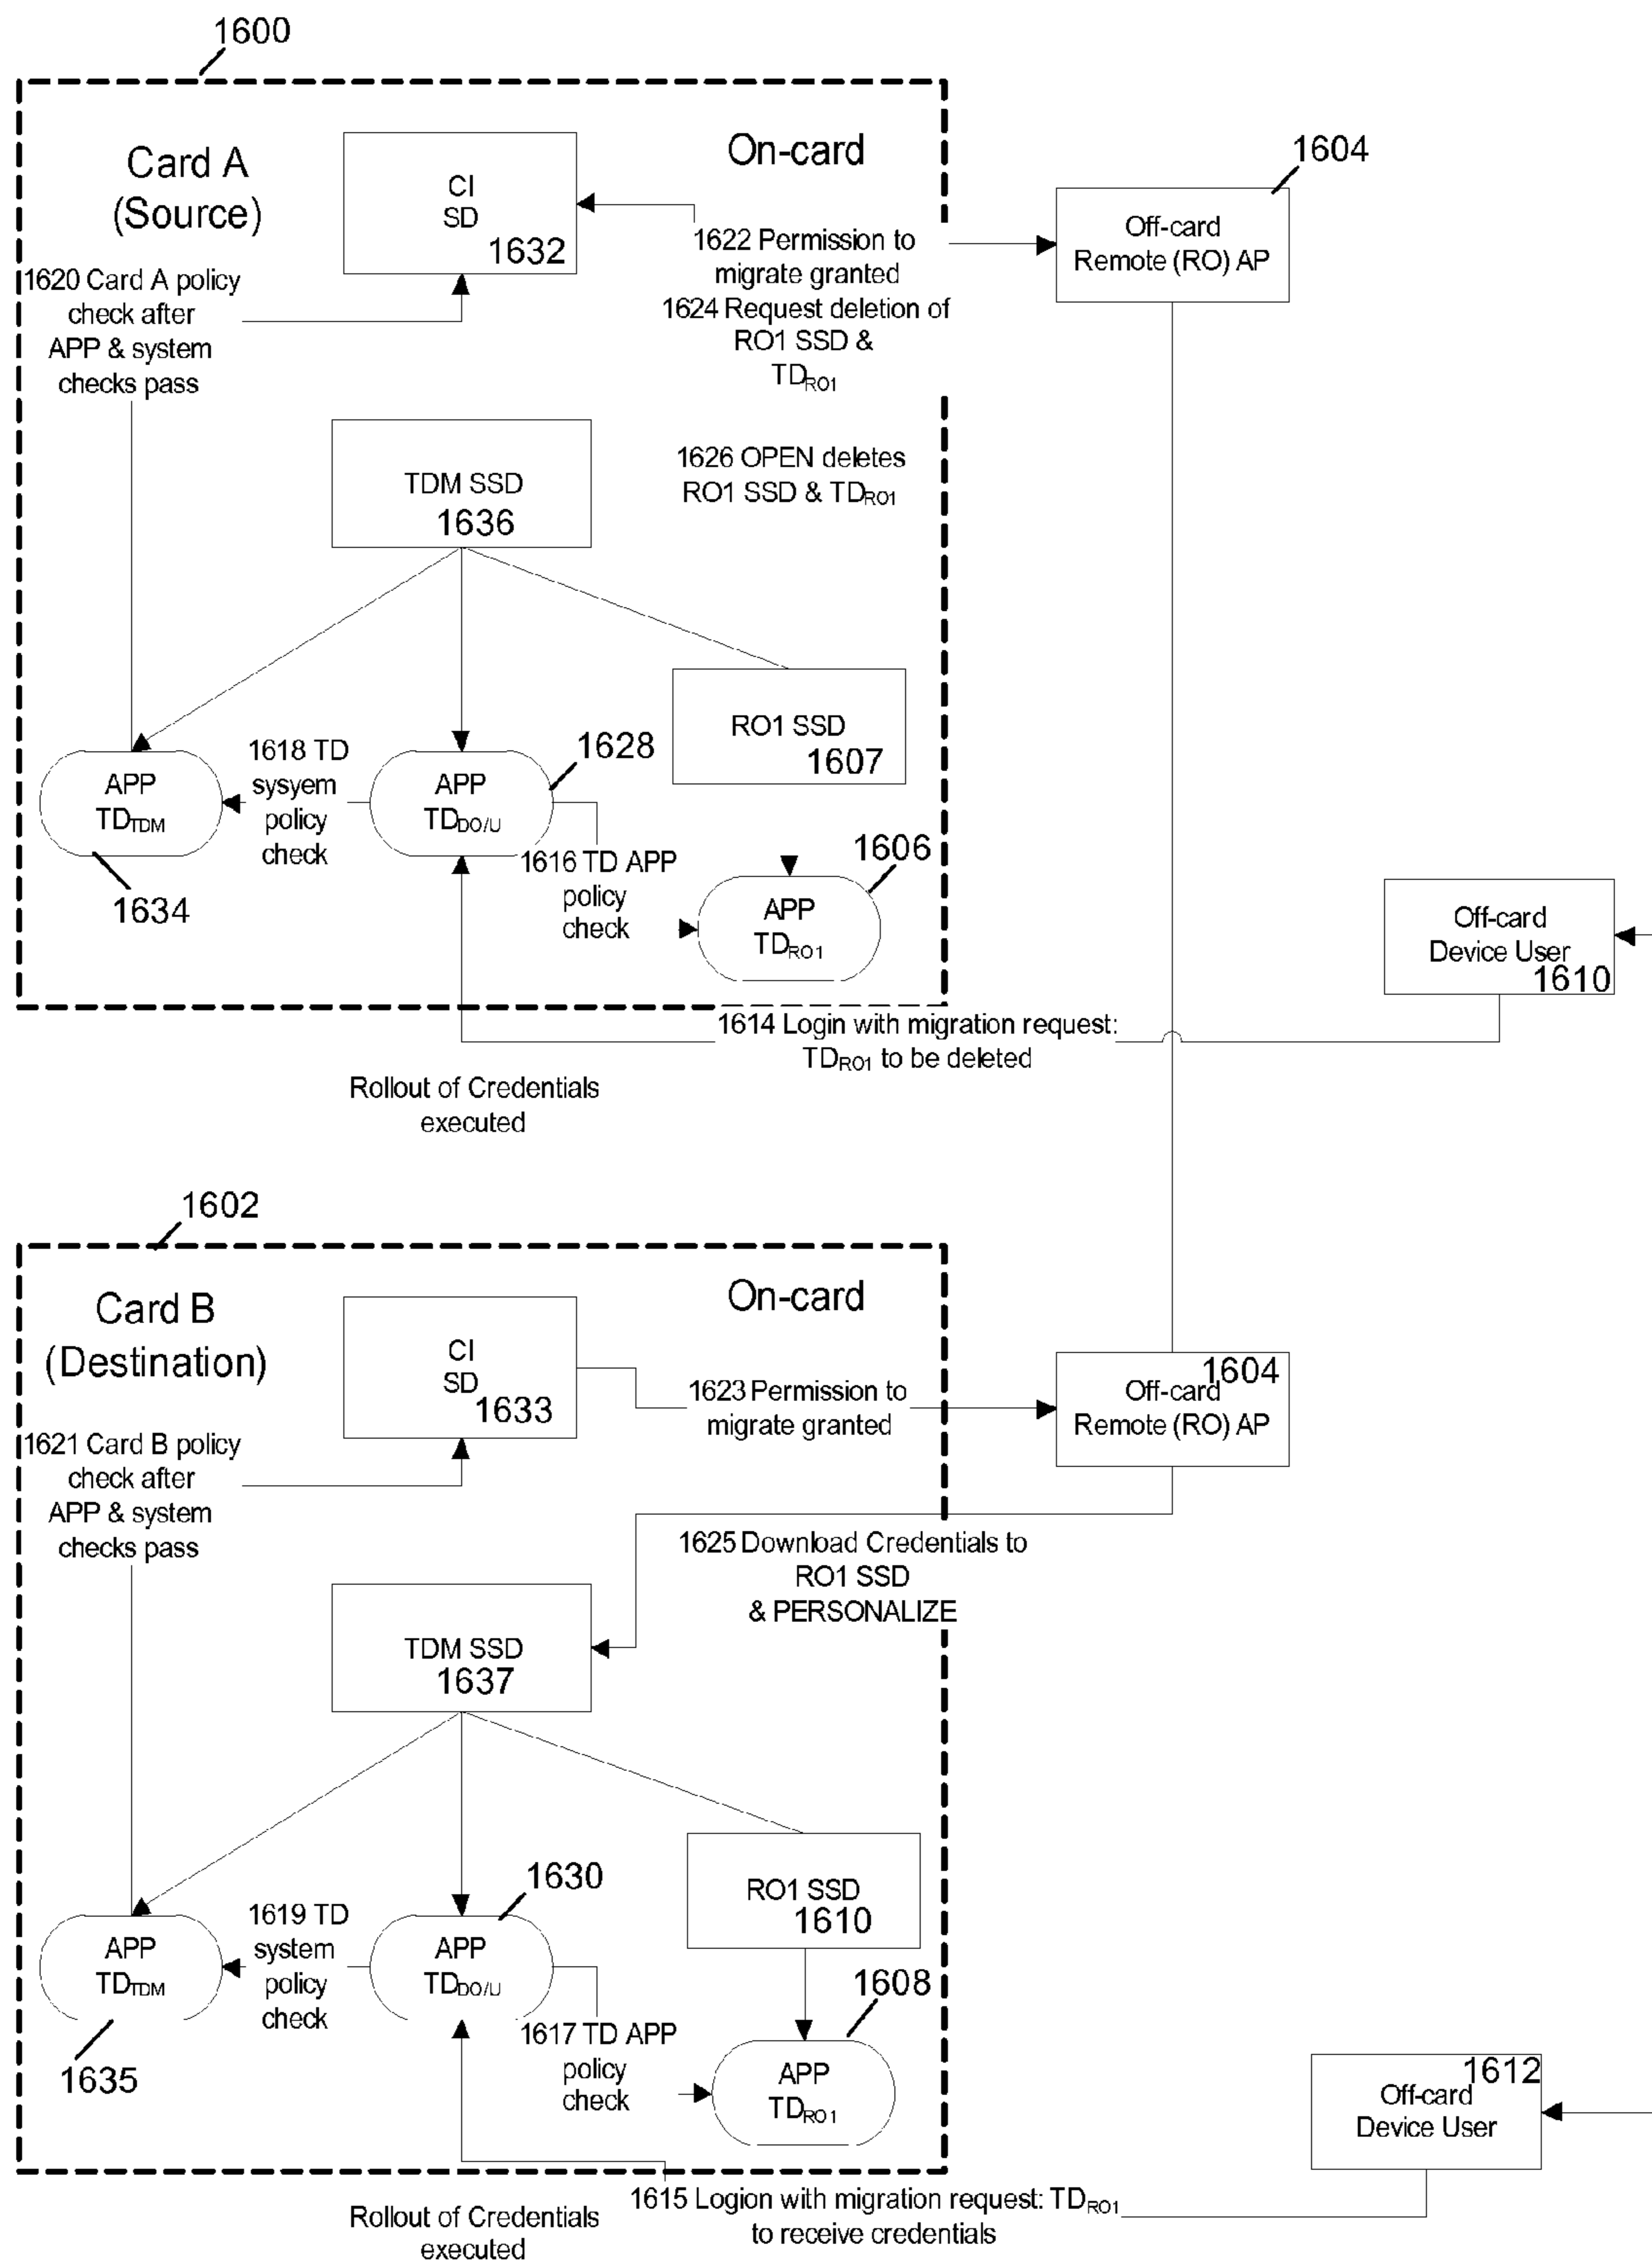 1600
Card A
(Source)
CI
SD
1632
On-card
1604
Off-card
Remote (RO) AP
1622 Permission to
migrate granted
1624 Request deletion of
RO1 SSD &
TDRO1
1620 Card A policy
check after
APP & system
checks pass
TDM SSD
1636
1626 OPEN deletes
RO1 SSD & TDRO1
RO1 SSD
1607
1618 TD
sysyem
policy
check
1628
APP
TDTDM
APP
TDDO/U
1634
1616 TD APP
policy
check
1606
APP
TDRO1
Off-card
Device User
1610
1614 Login with migration request:
TDRO1 to be deleted
Rollout of Credentials
executed
1602
Card B
(Destination)
CI
SD
1633
On-card
1604
Off-card
Remote (RO) AP
1623 Permission to
migrate granted
1621 Card B policy
check after
APP & system
checks pass
1625 Download Credentials to
RO1 SSD
& PERSONALIZE
TDM SSD
1637
RO1 SSD
1610
1630
1619 TD
system
policy
check
APP
TDTDM
APP
TDDO/U
1635
1617 TD APP
policy
check
1608
APP
TDRO1
1612
Off-card
Device User
1615 Logion with migration request: TDRO1
to receive credentials
Rollout of Credentials
executed